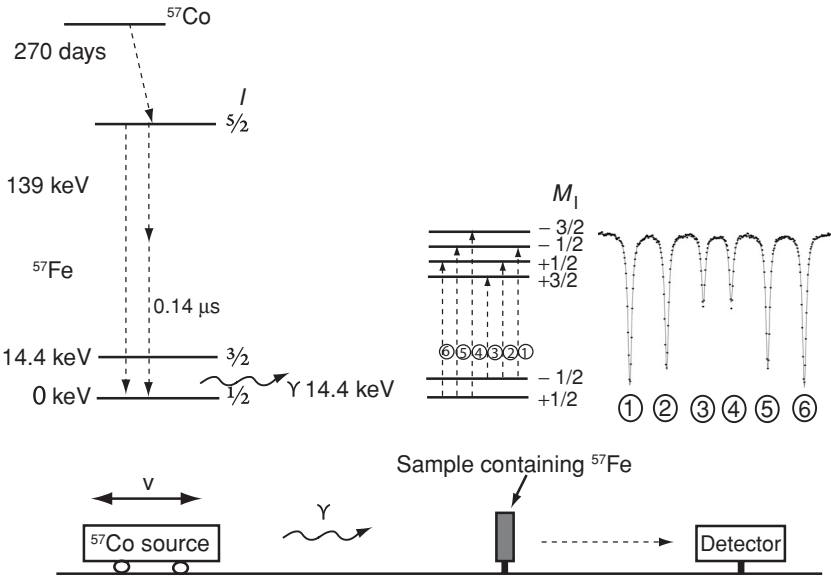 ⁵⁷Co
270 days
I
5/2
139 keV
⁵⁷Fe
0.14 μs
14.4 keV
3/2
0 keV
1/2
γ 14.4 keV
M_I
− 3/2
− 1/2
+1/2
+3/2
⑥⑤④③②①
− 1/2
+1/2
① ② ③ ④ ⑤ ⑥
Sample containing ⁵⁷Fe
v
γ
⁵⁷Co source
Detector